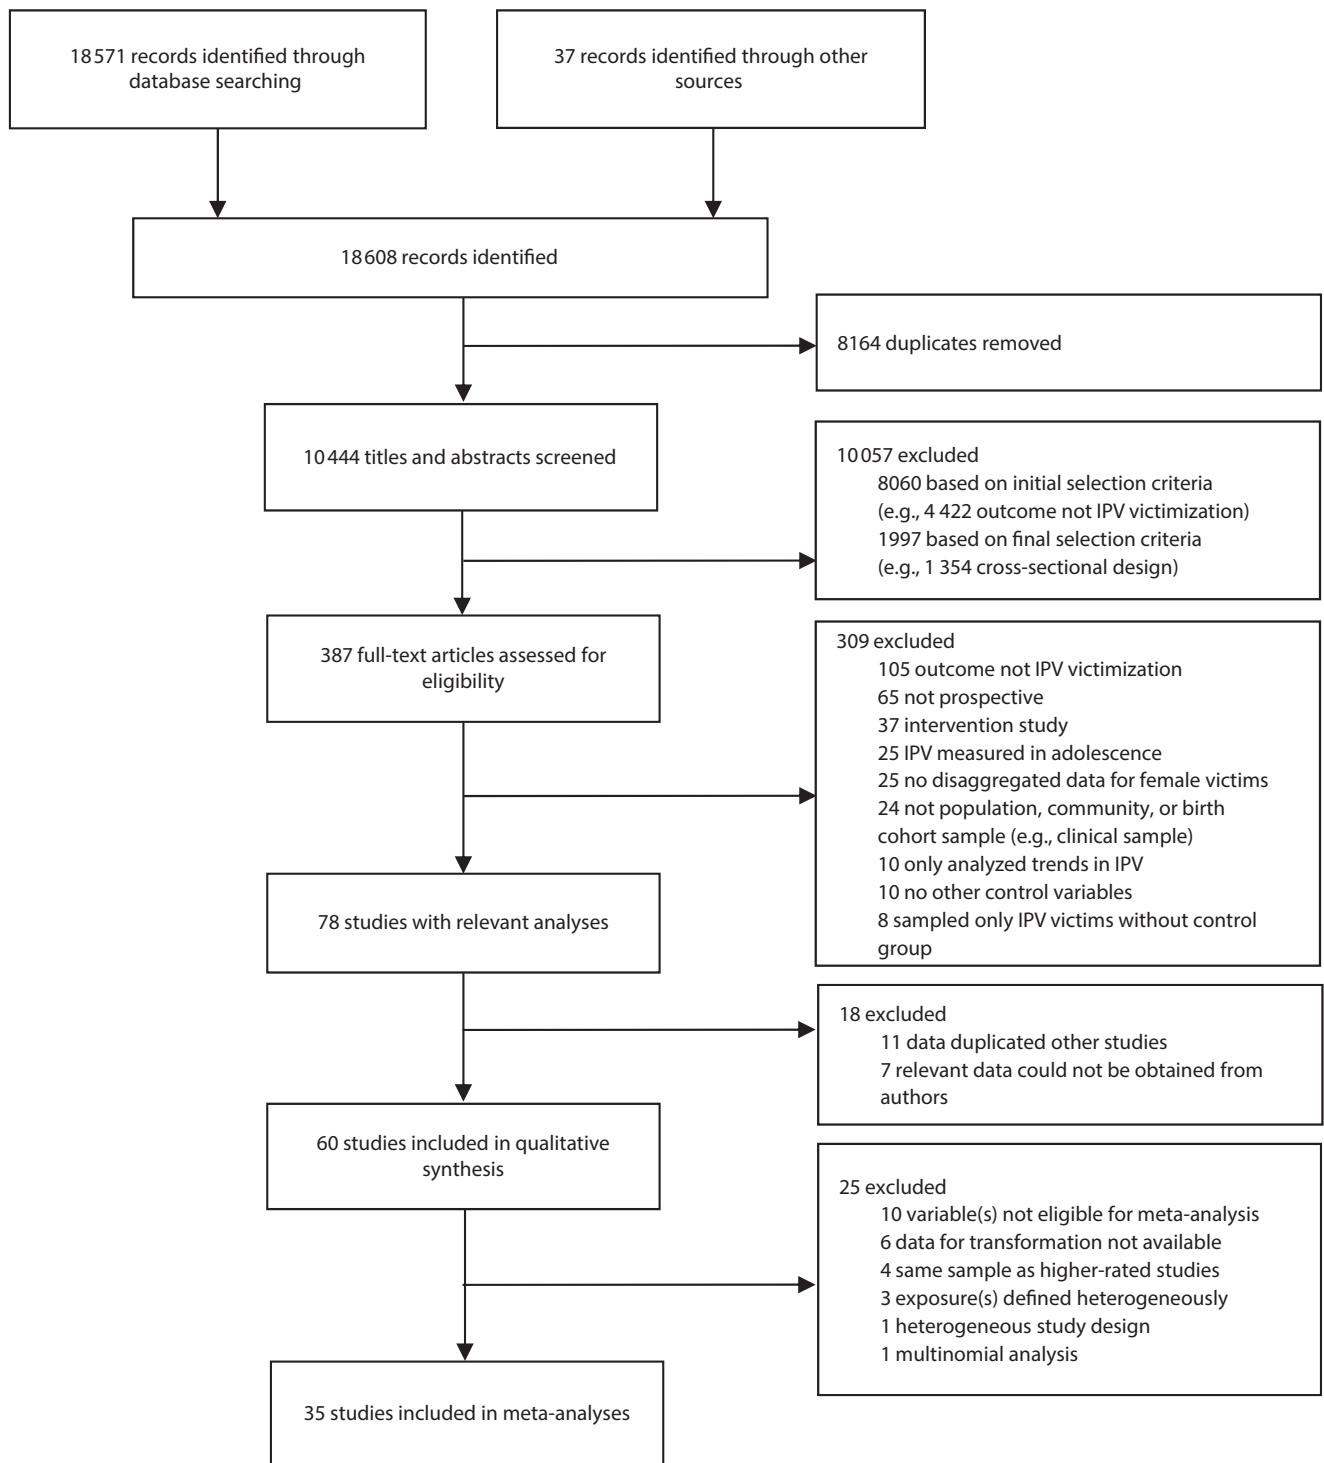 18571 records identified through
database searching
37 records identified through other
sources
18608 records identified
8164 duplicates removed
10444 titles and abstracts screened
10057 excluded
8060 based on initial selection criteria
(e.g., 4 422 outcome not IPV victimization)
1997 based on final selection criteria
(e.g., 1 354 cross-sectional design)
387 full-text articles assessed for
eligibility
309 excluded
105 outcome not IPV victimization
65 not prospective
37 intervention study
25 IPV measured in adolescence
25 no disaggregated data for female victims
24 not population, community, or birth
cohort sample (e.g., clinical sample)
10 only analyzed trends in IPV
10 no other control variables
8 sampled only IPV victims without control
group
78 studies with relevant analyses
18 excluded
11 data duplicated other studies
7 relevant data could not be obtained from
authors
60 studies included in qualitative
synthesis
25 excluded
10 variable(s) not eligible for meta-analysis
6 data for transformation not available
4 same sample as higher-rated studies
3 exposure(s) defined heterogeneously
1 heterogeneous study design
1 multinomial analysis
35 studies included in meta-analyses